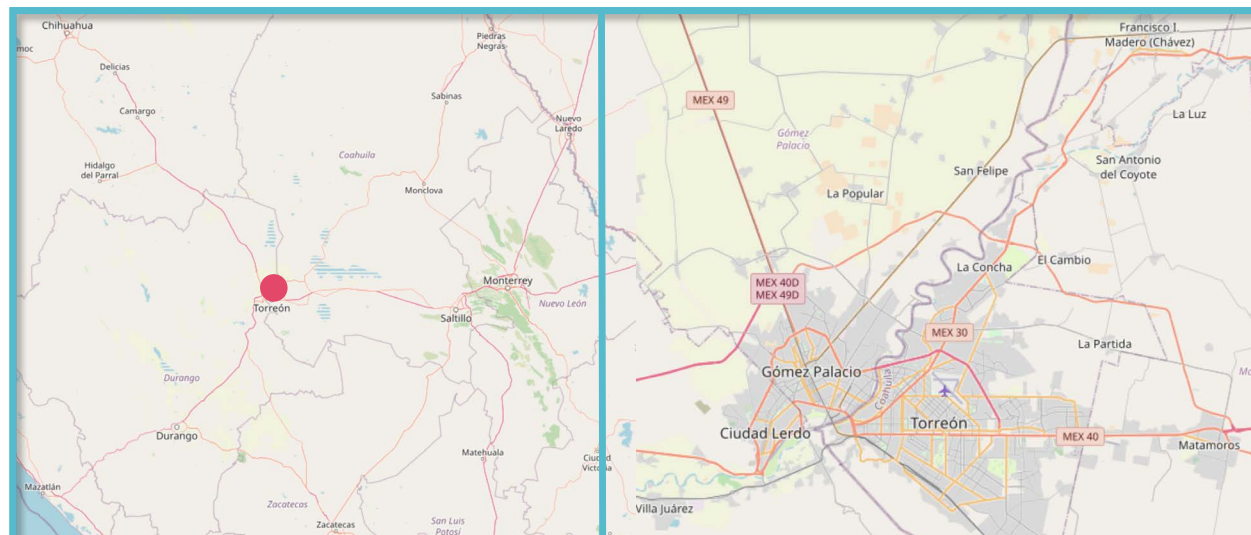 Chihuahua
moc
Delicias
Camargo
Hidalgo
del Parral
Piedras
Negras
Sabinas
Nuevo
Laredo
Coahuila
Monclova
Torreón
Monterrey
Nuevo León
Saltillo
Durango
Durango
Mazatlán
Matehuala
Ciudad
Victo
Zacatecas
Zacatecas
San Luis
Potosí
Francisco I.
Madero (Chávez)
MEX 49
La Luz
Gómez
Palacio
San Antonio
del Coyote
San Felipe
La Popular
El Cambio
La Concha
MEX 40D
MEX 49D
MEX 30
La Partida
Gómez Palacio
Coahuila
Ma
Torreón
Ciudad Lerdo
MEX 40
Matamoros
Villa Juárez